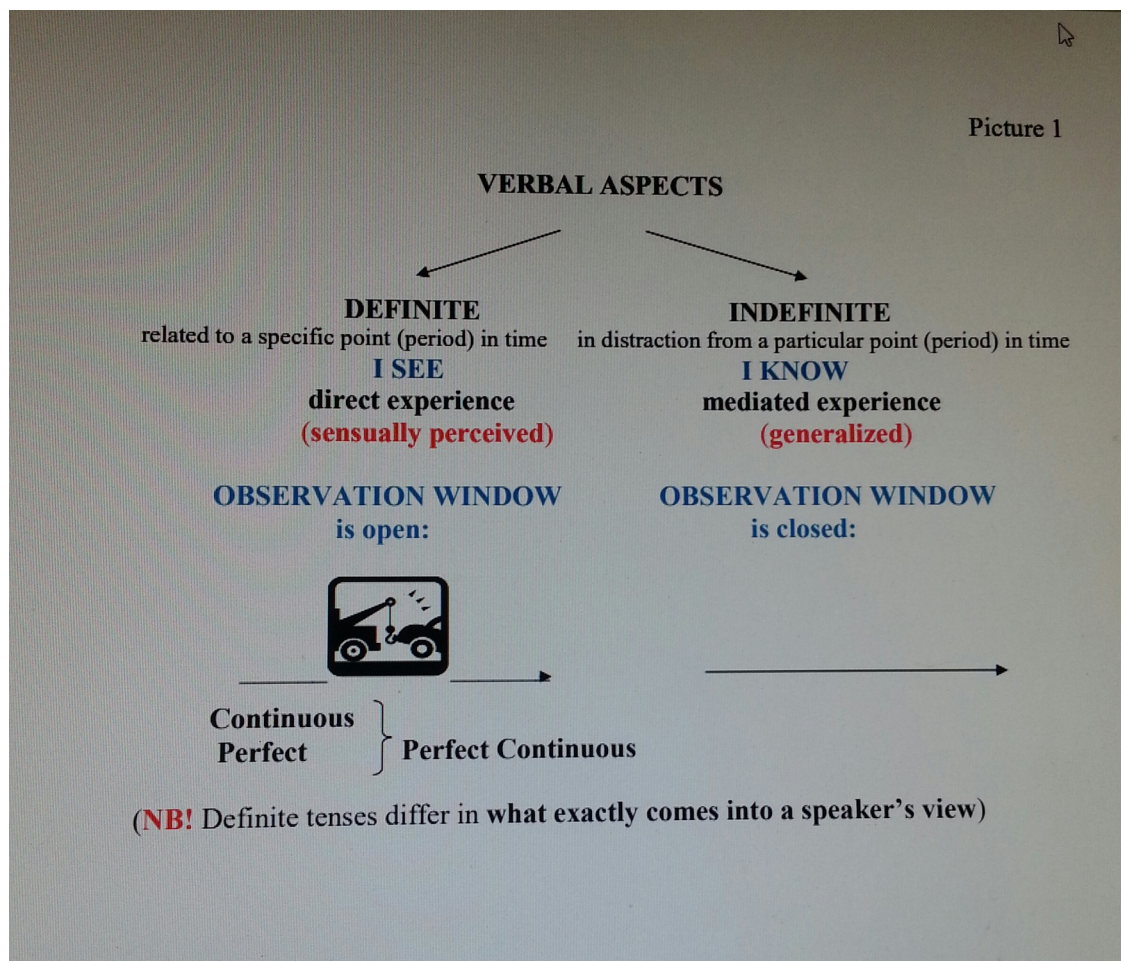 Picture 1
VERBAL ASPECTS
DEFINITE
related to a specific point (period) in time
I SEE
direct experience
(sensually perceived)
OBSERVATION WINDOW
is open:
INDEFINITE
in distraction from a particular point (period) in time
I KNOW
mediated experience
(generalized)
OBSERVATION WINDOW
is closed:
Continuous
Perfect
Perfect Continuous
(NB! Definite tenses differ in what exactly comes into a speaker's view)